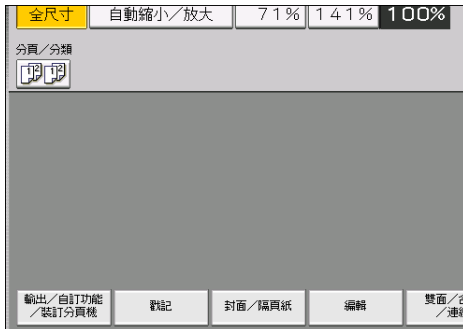 全尺寸 自動縮小／放大 71% 141% 100%
分頁／分類
12 12
輸出／自訂功能 戳記 封面／隔頁紙 編輯 雙面／
／裝訂分頁機 ／連